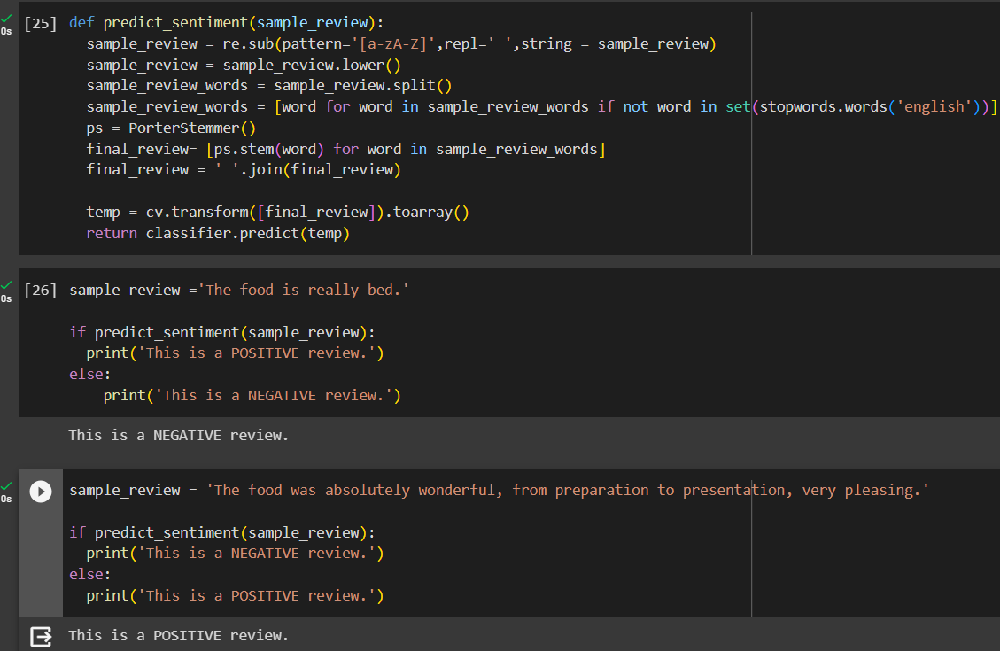 [25] def predict_sentiment(sample_review):
sample_review = re.sub(pattern='[a-zA-Z]',repl=' ',string = sample_review)
sample_review = sample_review.lower()
sample_review_words = sample_review.split()
sample_review_words = [word for word in sample_review_words if not word in set(stopwords.words('english'))]
ps = PorterStemmer()
final_review= [ps.stem(word) for word in sample_review_words]
final_review = ' '.join(final_review)
temp = cv.transform([final_review]).toarray()
return classifier.predict(temp)
0s
[26] sample_review ='The food is really bed.'
0s
if predict_sentiment(sample_review):
print('This is a POSITIVE review.')
else:
print('This is a NEGATIVE review.')
This is a NEGATIVE review.
sample_review = 'The food was absolutely wonderful, from preparation to presentation, very pleasing.'
0s
if predict_sentiment(sample_review):
print('This is a NEGATIVE review.')
else:
print('This is a POSITIVE review.')
This is a POSITIVE review.